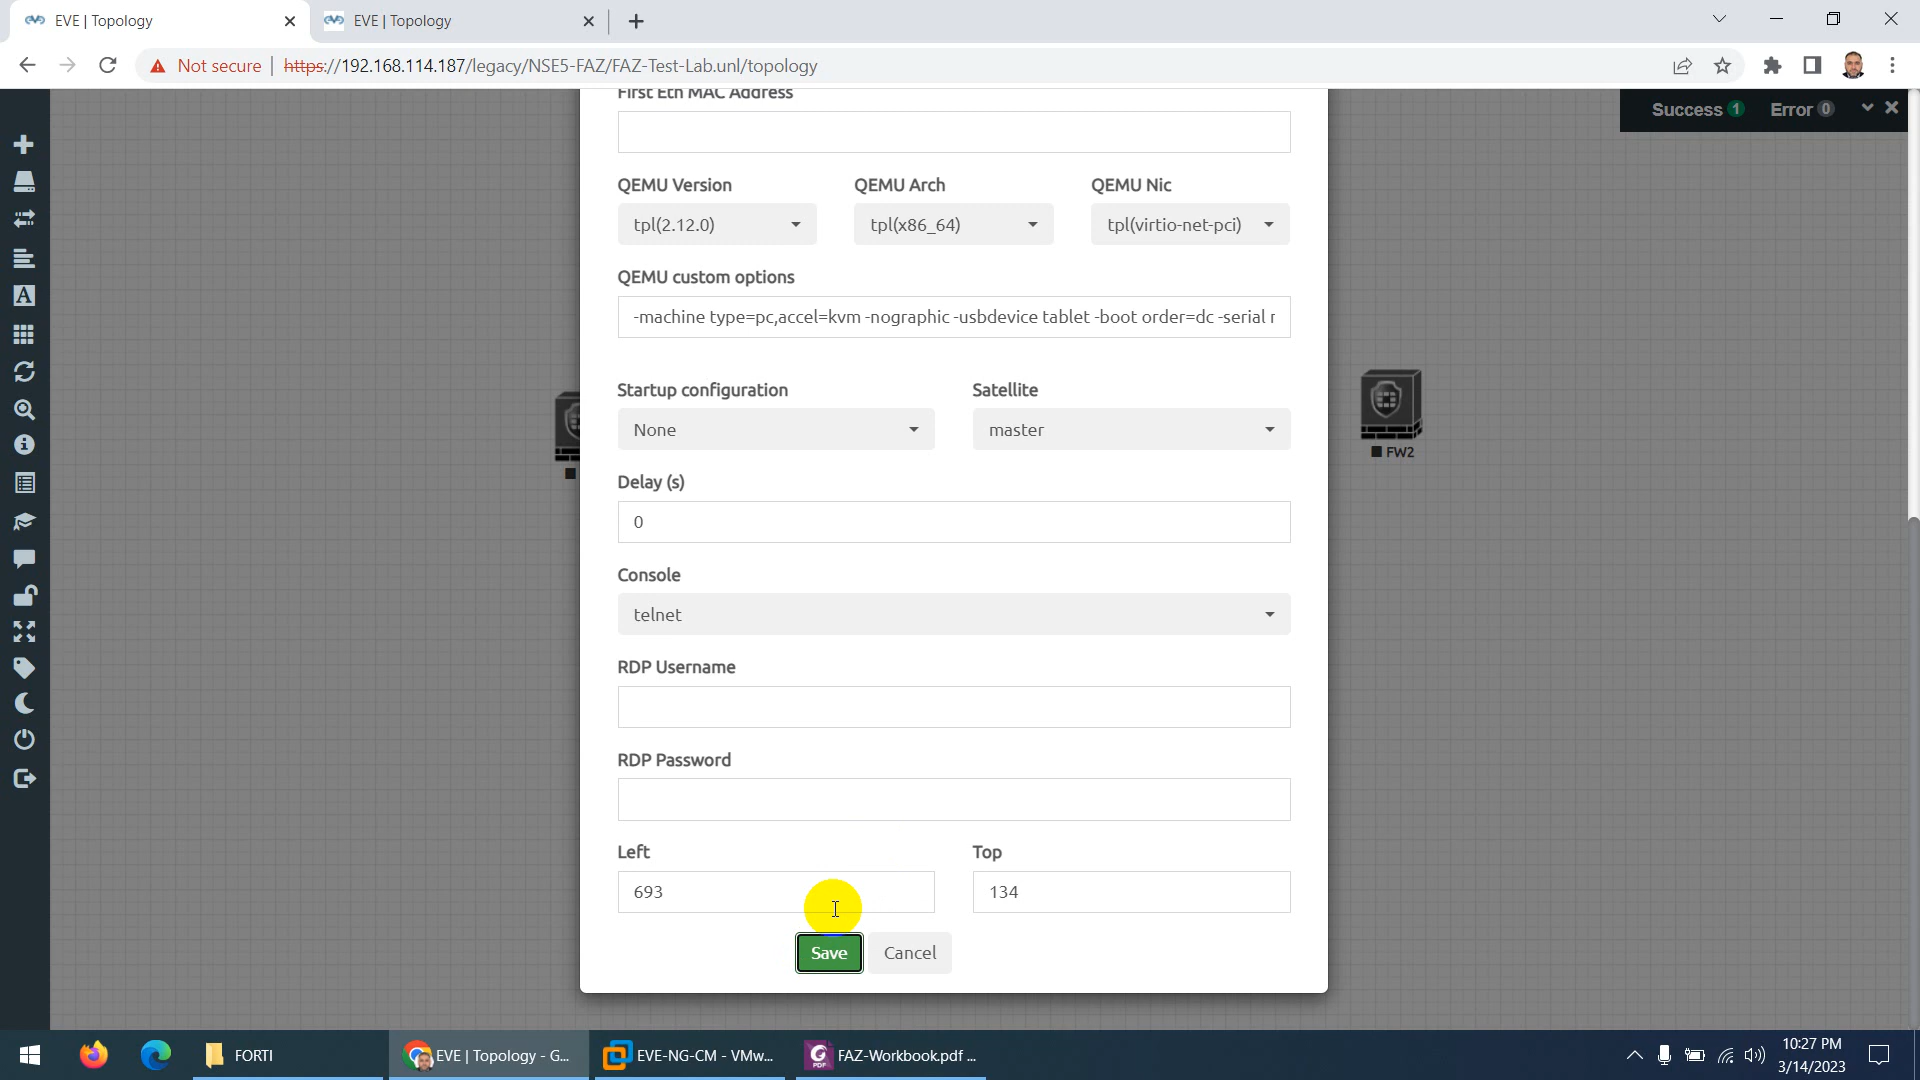 EVE | Topology
EVE | Topology
Not secure
https://192.168.114.187/legacy/NSE5-FAZ/FAZ-Test-Lab.unl/topology
Success 1 Error 0
First Eth MAC Address
QEMU Version QEMU Arch QEMU Nic
tpl(2.12.0) tpl(x86_64) tpl(virtio-net-pci)
QEMU custom options
-machine type=pc,accel=kvm -nographic -usbdevice tablet -boot order=dc -serial
Startup configuration Satellite
None master
FW2
Delay (s)
0
Console
telnet
RDP Username
RDP Password
Left Top
693 134
Save Cancel
FORTI
EVE | Topology - G...
EVE-NG-CM - VMw...
FAZ-Workbook.pdf ...
10:27 PM
3/14/2023